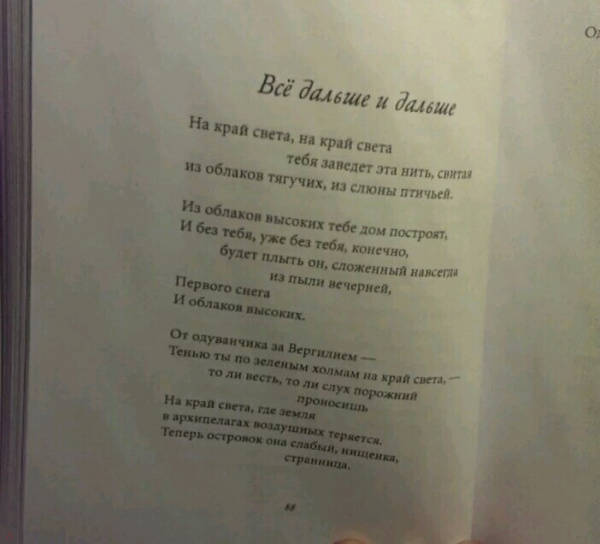 Всё дальше и дальше
На край света, на край света
тебя заведет эта нить, свитая
из облаков тягучих, из слюны птичьей.
Из облаков высоких тебе дом построят,
И без тебя, уже без тебя, конечно,
будет плыть он, сложенный навсегда
из пыли вечерней,
Первого снега
И облаков высоких.
От одуванчика за Вергилием —
Тенью ты по зеленым холмам на край света, —
то ли весть, то ли слух порожний
проносишь
На край света, где земля
в архипелагах воздушных теряется.
Теперь островок она слабый, нищенка,
странница.
88